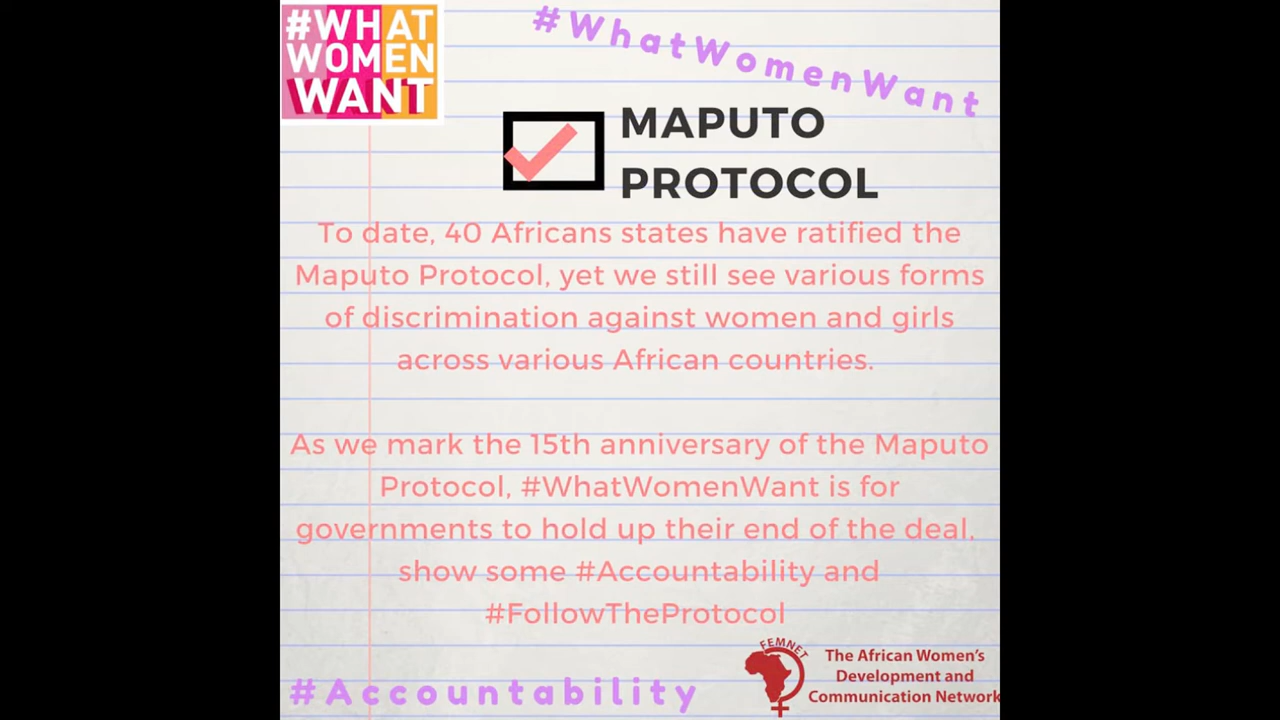 #WHAT
WOMEN
WANT
#WhatWomenWant
MAPUTO
PROTOCOL
To date, 40 Africans states have ratified the
Maputo Protocol, yet we still see various forms
of discrimination against women and girls
across various African countries.
As we mark the 15th anniversary of the Maputo
Protocol, #WhatWomenWant is for
governments to hold up their end of the deal,
show some #Accountability and
#FollowTheProtocol
#Accountability
FEMNET
The African Women's
Development and
Communication Network